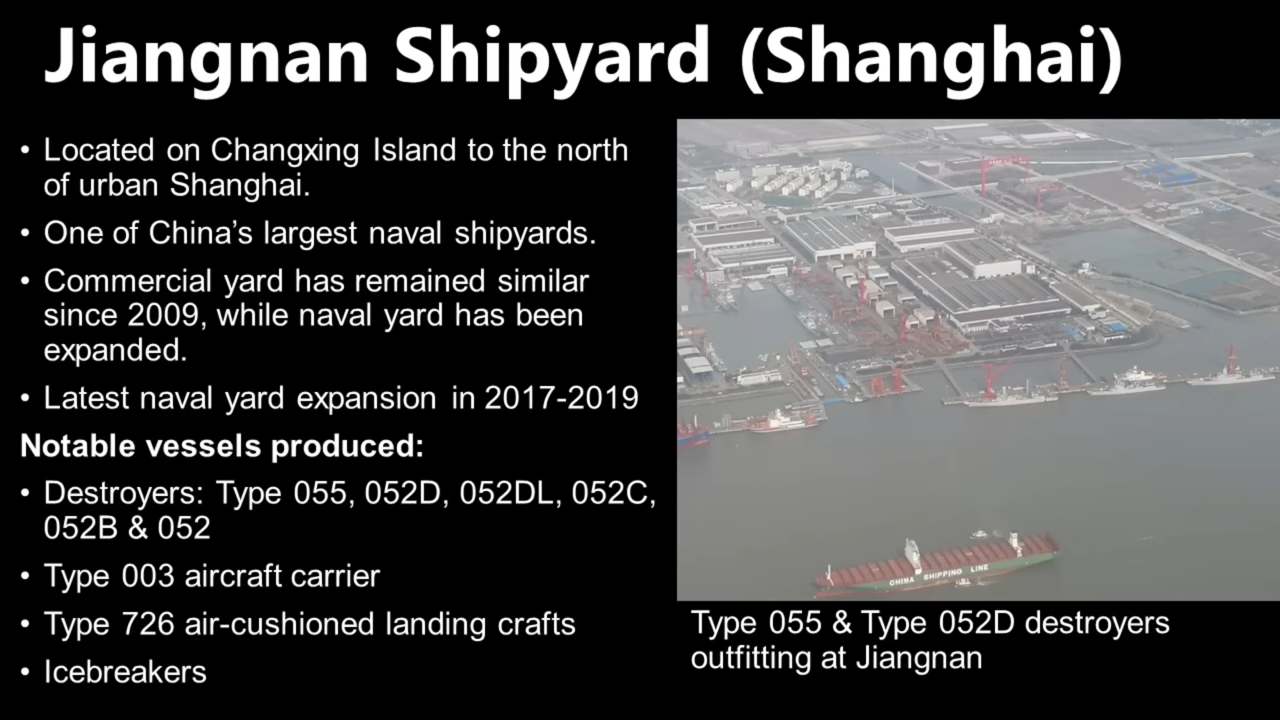 Jiangnan Shipyard (Shanghai)
• Located on Changxing Island to the north
of urban Shanghai.
• One of China’s largest naval shipyards.
• Commercial yard has remained similar
since 2009, while naval yard has been
expanded.
• Latest naval yard expansion in 2017-2019
Notable vessels produced:
• Destroyers: Type 055, 052D, 052DL, 052C,
052B & 052
• Type 003 aircraft carrier
• Type 726 air-cushioned landing crafts
• Icebreakers
CHINA SHIPPING LINE
Type 055 & Type 052D destroyers
outfitting at Jiangnan